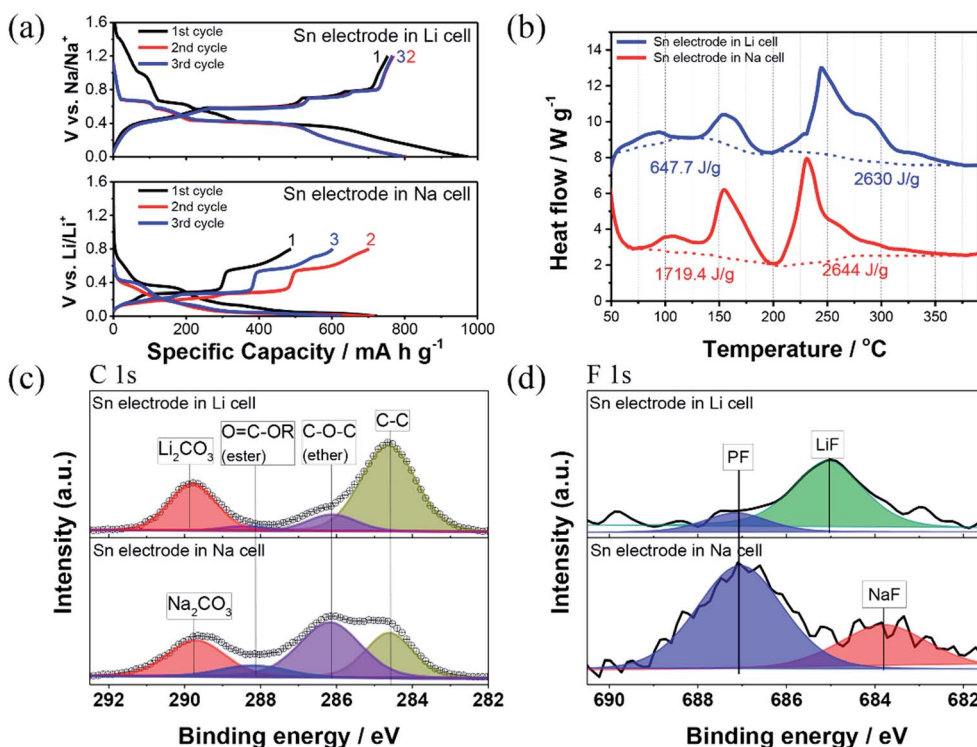 (a)
1.6
1.2
0.8
0.4
0.0
V vs. Na/Na⁺
1st cycle
2nd cycle
3rd cycle
Sn electrode in Li cell
1
3
2
1.6
1.2
0.8
0.4
0.0
V vs. Li/Li⁺
1st cycle
2nd cycle
3rd cycle
Sn electrode in Na cell
1
3
2
0 200 400 600 800 1000
Specific Capacity / mA h g⁻¹
(b)
14
12
10
8
6
4
2
0
Heat flow / W g⁻¹
Sn electrode in Li cell
Sn electrode in Na cell
647.7 J/g
2630 J/g
1719.4 J/g
2644 J/g
50 100 150 200 250 300 350
Temperature / °C
(c) C 1s
Sn electrode in Li cell
Li₂CO₃
O=C-OR
(ester)
C-O-C
(ether)
C-C
Sn electrode in Na cell
Na₂CO₃
Intensity (a.u.)
292 290 288 286 284 282
Binding energy / eV
(d) F 1s
Sn electrode in Li cell
PF
LiF
Sn electrode in Na cell
NaF
Intensity (a.u.)
690 688 686 684 682
Binding energy / eV